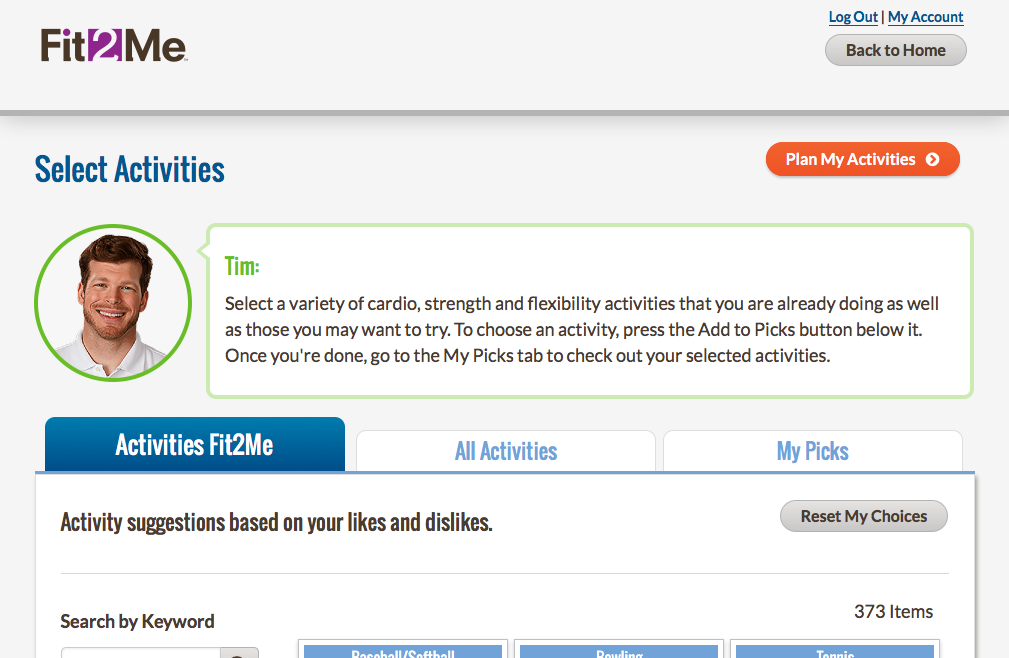 Log Out | My Account
Fit2Me
Back to Home
Select Activities
Plan My Activities
Tim:
Select a variety of cardio, strength and flexibility activities that you are already doing as well
as those you may want to try. To choose an activity, press the Add to Picks button below it.
Once you're done, go to the My Picks tab to check out your selected activities.
Activities Fit2Me
All Activities
My Picks
Activity suggestions based on your likes and dislikes.
Reset My Choices
373 Items
Search by Keyword
Baseball/Softball
Bowling
Tennis